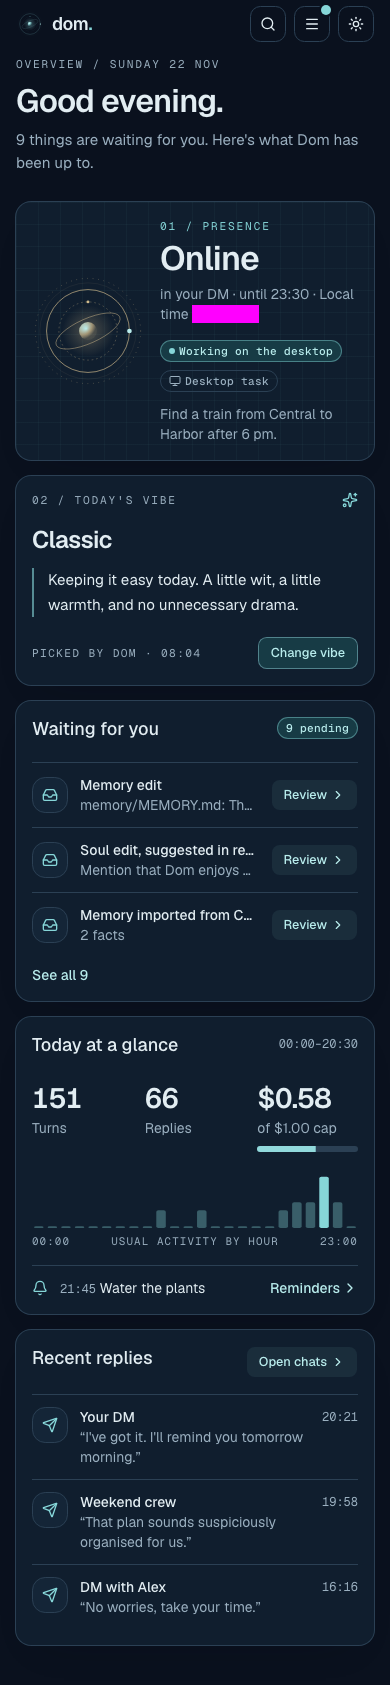 dom.
OVERVIEW / SUNDAY 22 NOV
Good evening.
9 things are waiting for you. Here's what Dom has
been up to.
01 / PRESENCE
Online
in your DM · until 23:30 · Local
time
Working on the desktop
Desktop task
Find a train from Central to
Harbor after 6 pm.
02 / TODAY'S VIBE
Classic
Keeping it easy today. A little wit, a little
warmth, and no unnecessary drama.
PICKED BY DOM · 08:04
Change vibe
Waiting for you
9 pending
Memory edit
memory/MEMORY.md: Th…
Review
Soul edit, suggested in re…
Mention that Dom enjoys …
Review
Memory imported from C…
2 facts
Review
See all 9
Today at a glance
00:00–20:30
151
Turns
66
Replies
$0.58
of $1.00 cap
00:00
USUAL ACTIVITY BY HOUR
23:00
21:45 Water the plants
Reminders
Recent replies
Open chats
Your DM
20:21
“I've got it. I'll remind you tomorrow
morning.”
Weekend crew
19:58
“That plan sounds suspiciously
organised for us.”
DM with Alex
16:16
“No worries, take your time.”